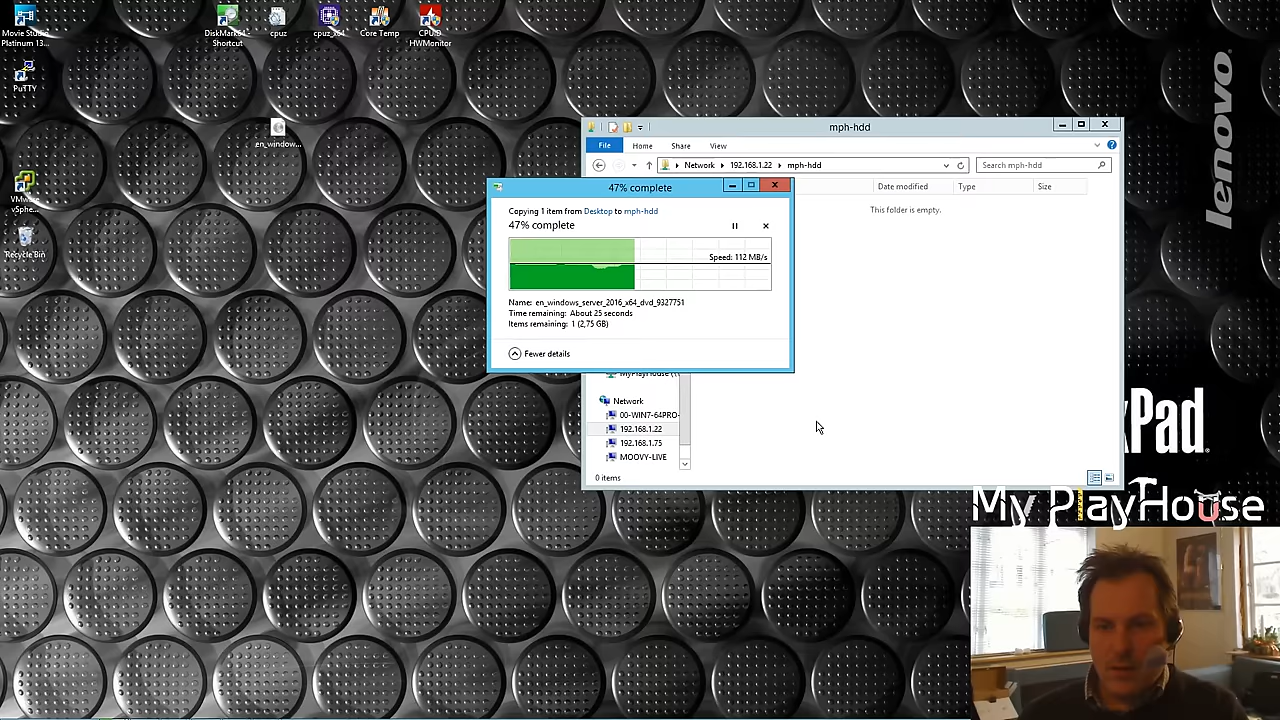 Movie Studio
Platinum 13...
DiskMark64 -
Shortcut
cpuz
cpuz_x64
Core Temp
CPUID
HWMonitor
PuTTY
en_window...
VMware
vSphe...
Recycle Bin
lenovo
kPad
mph-hdd
File Home Share View
Network 192.168.1.22 mph-hdd
Search mph-hdd
Date modified Type Size
This folder is empty.
47% complete
Copying 1 item from Desktop to mph-hdd
47% complete
Speed: 112 MB/s
Name: en_windows_server_2016_x64_dvd_9327751
Time remaining: About 25 seconds
Items remaining: 1 (2,75 GB)
Fewer details
Network
00-WIN7-64PRO-
192.168.1.22
192.168.1.75
MOOVY-LIVE
0 items
My PlayHouse